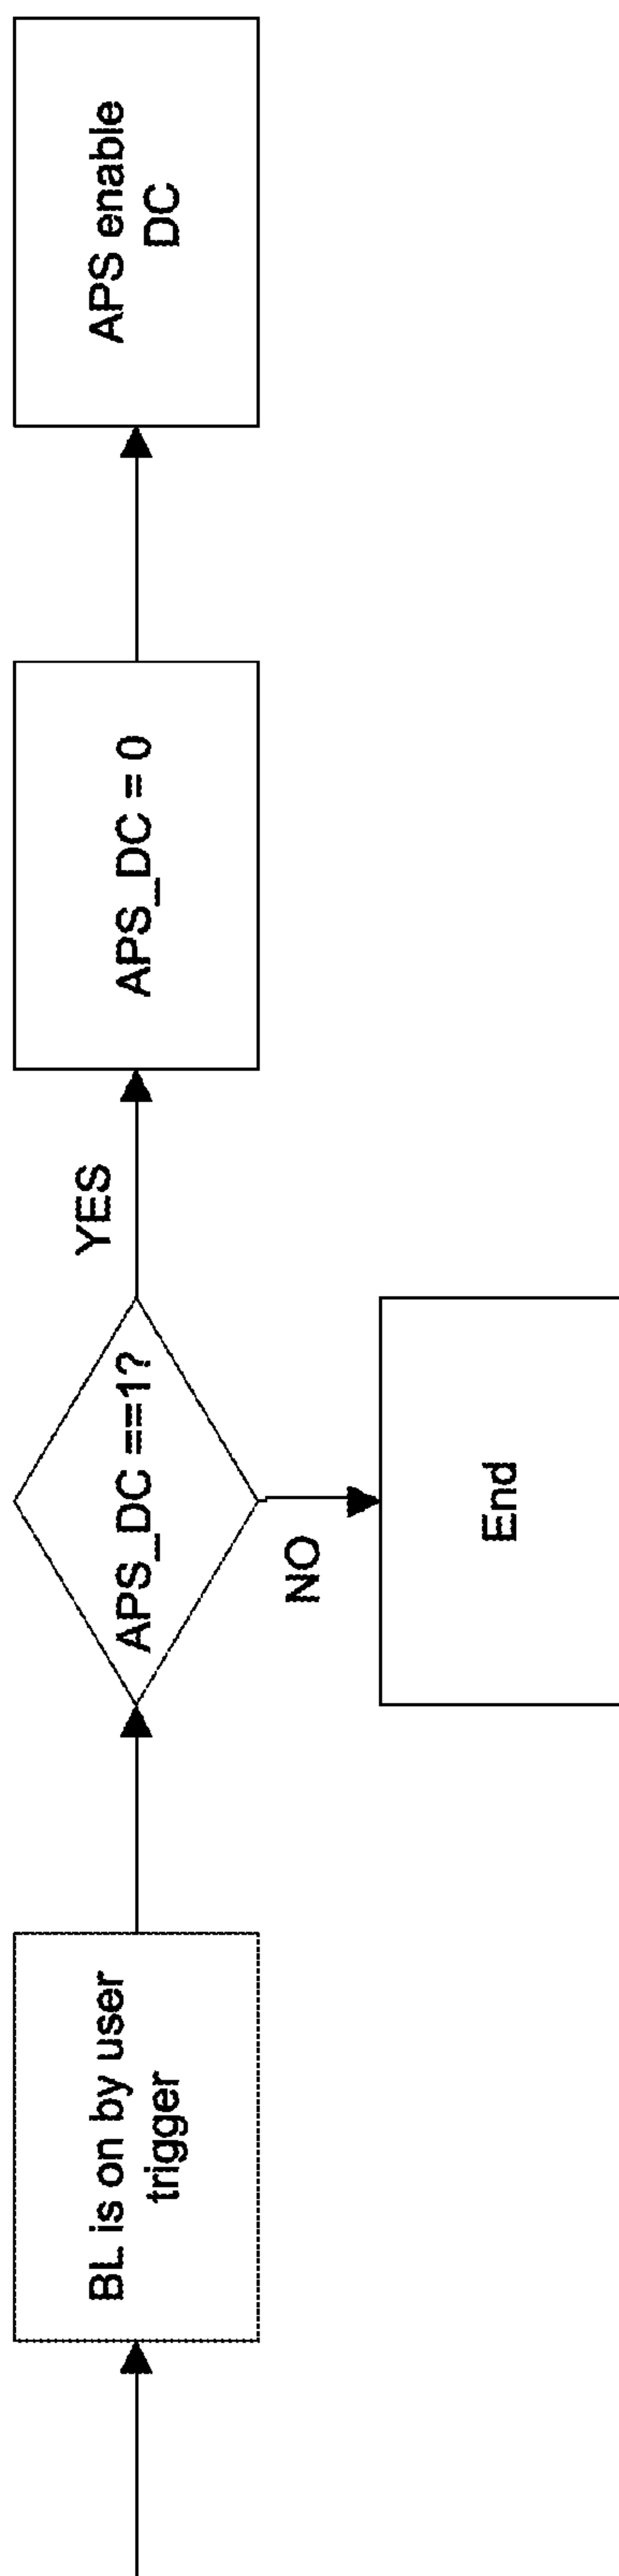 BL is on by user
trigger
APS_DC ==1?
YES
NO
End
APS_DC = 0
APS enable
DC